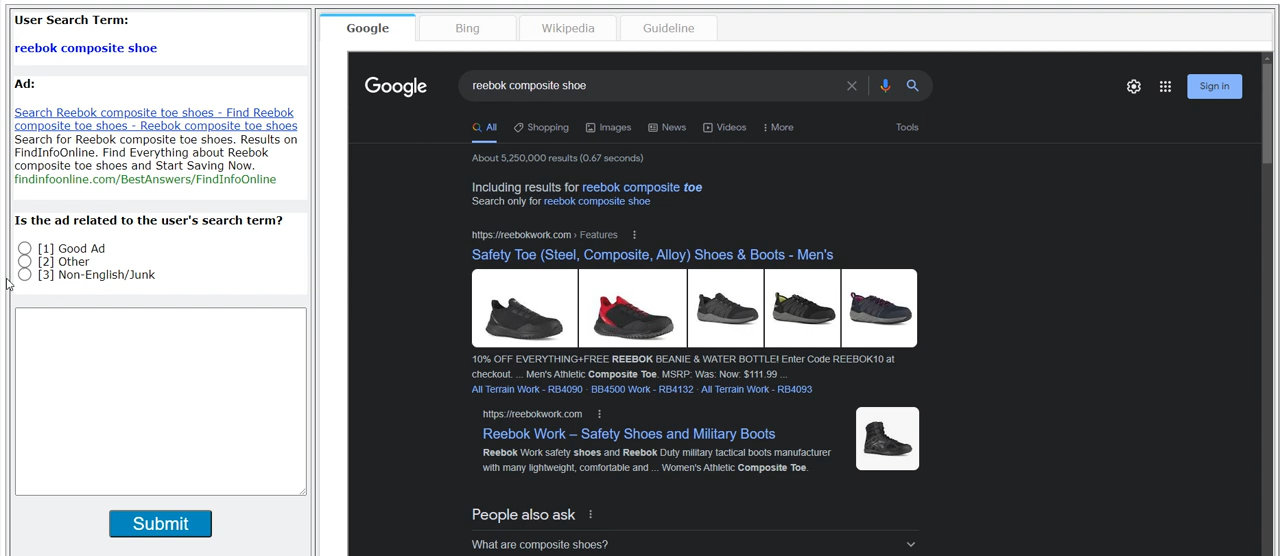 User Search Term:
reebok composite shoe
Ad:
Search Reebok composite toe shoes - Find Reebok
composite toe shoes - Reebok composite toe shoes
Search for Reebok composite toe shoes. Results on
FindInfoOnline. Find Everything about Reebok
composite toe shoes and Start Saving Now.
findinfoonline.com/BestAnswers/FindInfoOnline
Is the ad related to the user's search term?
[1] Good Ad
[2] Other
[3] Non-English/Junk
Submit
Google Bing Wikipedia Guideline
Google reebok composite shoe Sign in
All Shopping Images News Videos More Tools
About 5,250,000 results (0.67 seconds)
Including results for reebok composite toe
Search only for reebok composite shoe
https://reebokwork.com › Features
Safety Toe (Steel, Composite, Alloy) Shoes & Boots - Men's
10% OFF EVERYTHING+FREE REEBOK BEANIE & WATER BOTTLE! Enter Code REEBOK10 at
checkout. ... Men's Athletic Composite Toe. MSRP: Was: Now: $111.99 ...
All Terrain Work - RB4090 · BB4500 Work - RB4132 · All Terrain Work - RB4093
https://reebokwork.com
Reebok Work – Safety Shoes and Military Boots
Reebok Work safety shoes and Reebok Duty military tactical boots manufacturer
with many lightweight, comfortable and ... Women's Athletic Composite Toe.
People also ask
What are composite shoes?